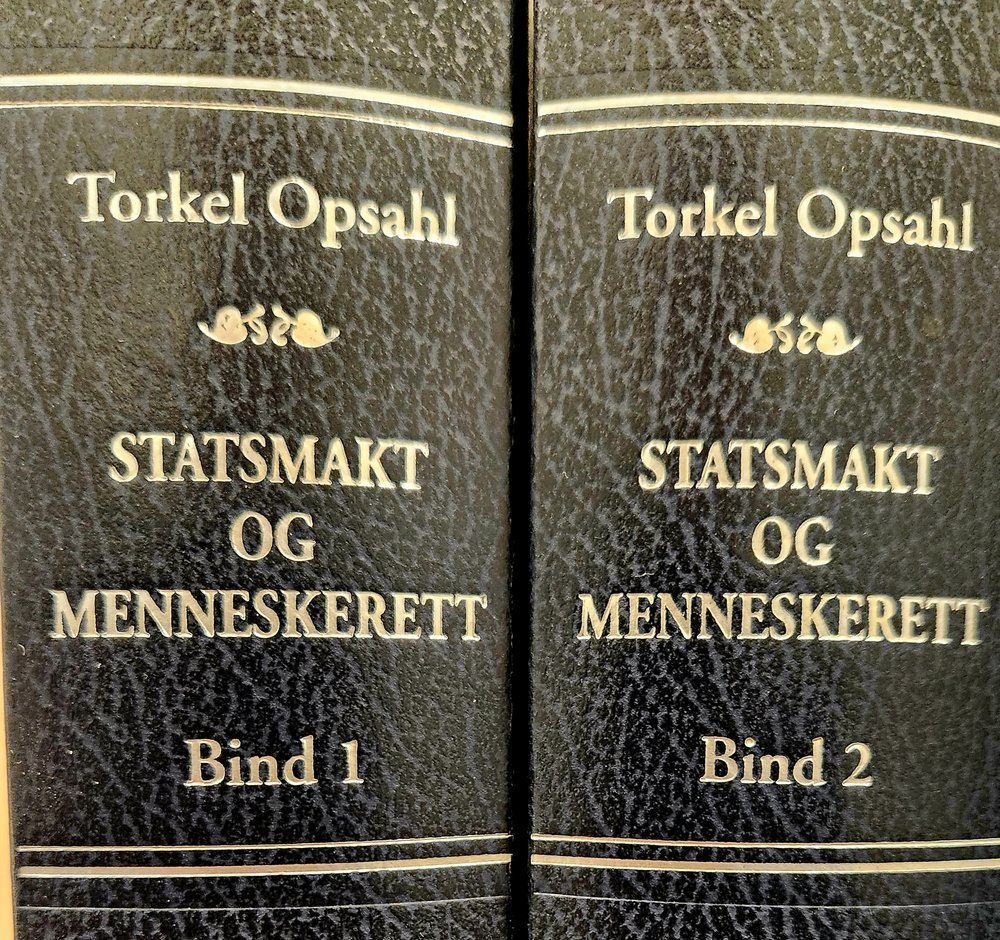 Torkel Opsahl
STATSMAKT
OG
MENNESKERETT
Bind 1
Torkel Opsahl
STATSMAKT
OG
MENNESKERETT
Bind 2